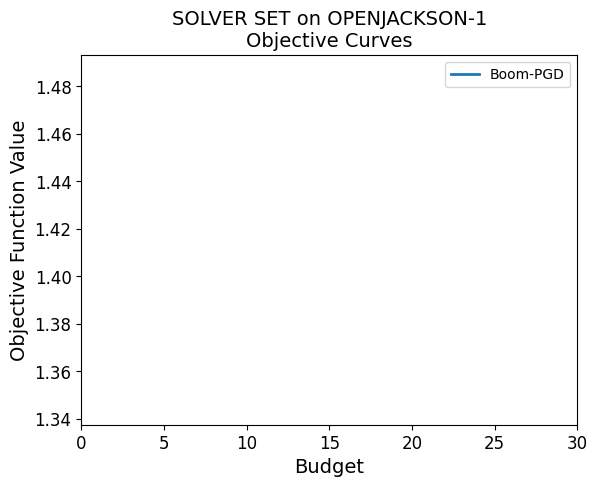 SOLVER SET on OPENJACKSON-1
Objective Curves
Boom-PGD
Objective Function Value
1.48
1.46
1.44
1.42
1.40
1.38
1.36
1.34
0 5 10 15 20 25 30
Budget